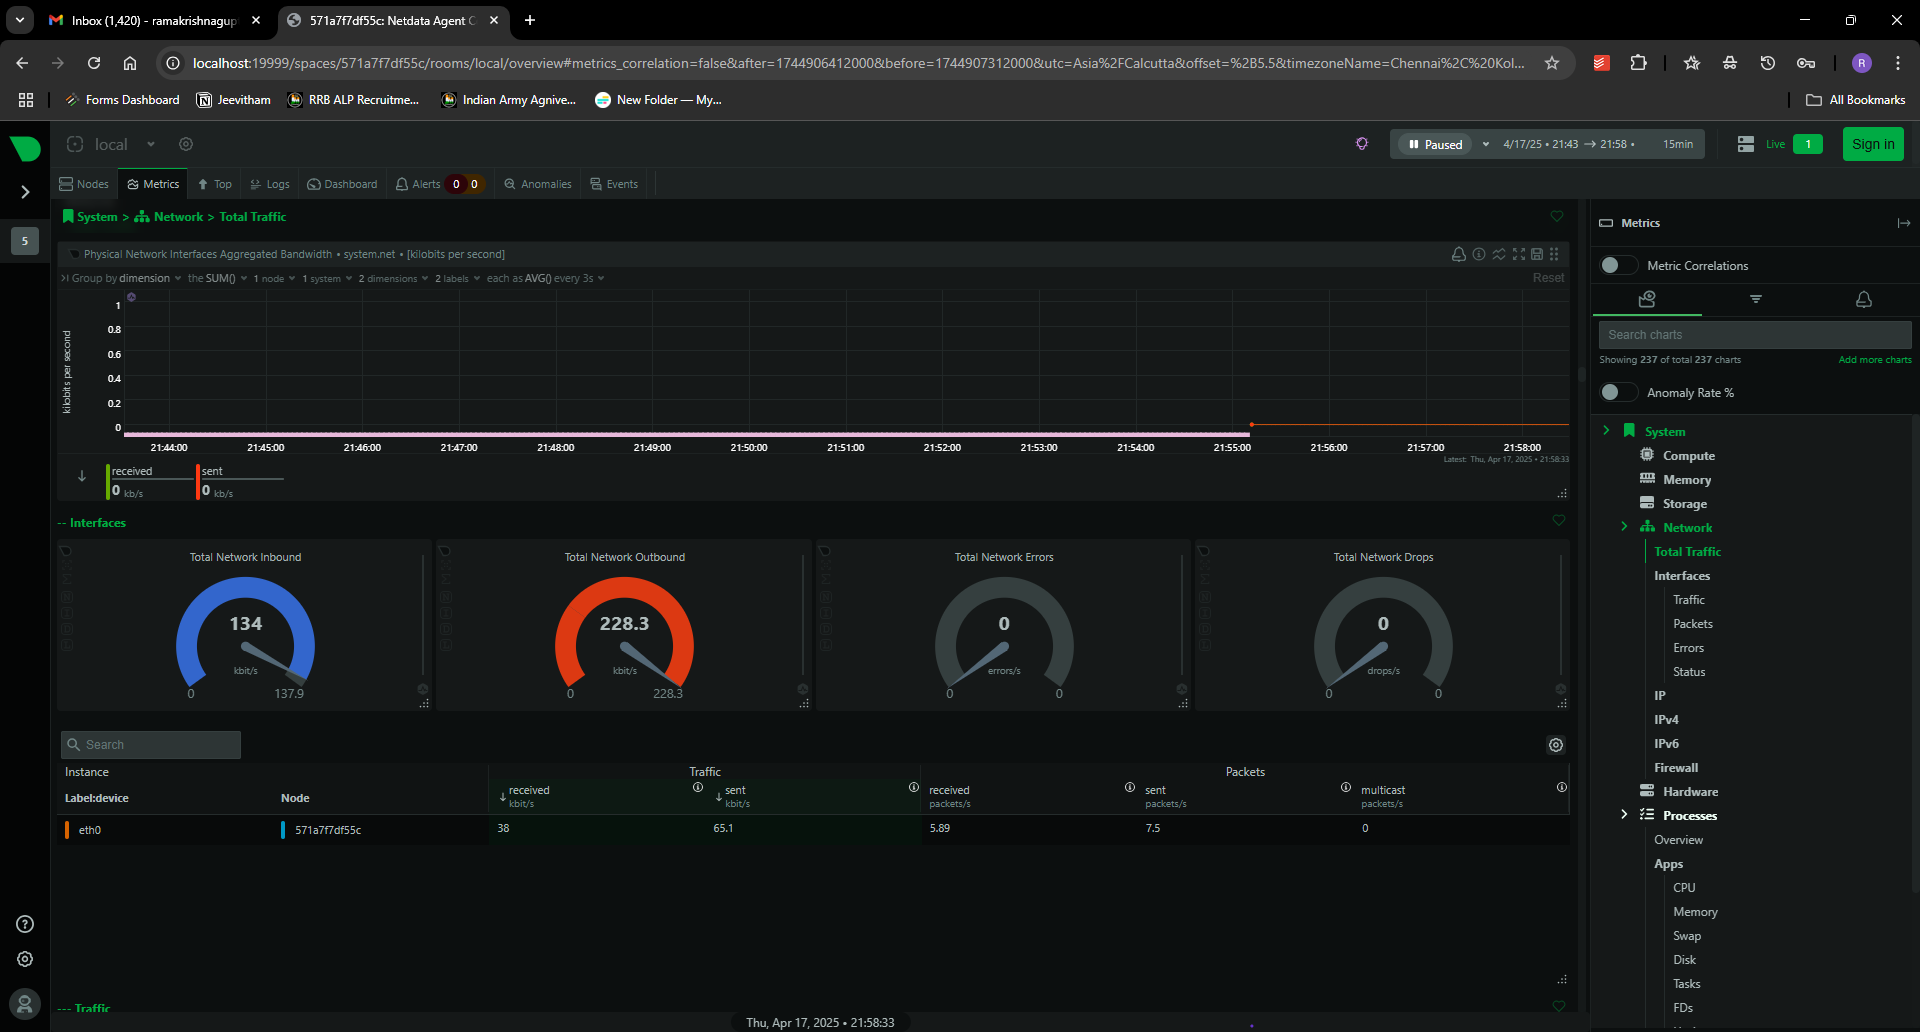 Inbox (1,420) - ramakrishnagup
571a7f7df55c: Netdata Agent C
localhost:19999/spaces/571a7f7df55c/rooms/local/overview#metrics_correlation=false&after=1744906412000&before=1744907312000&utc=Asia%2FCalcutta&offset=%2B5.5&timezoneName=Chennai%2C%20Kol...
R
Forms Dashboard
Jeevitham
RRB ALP Recruitme...
Indian Army Agnive...
New Folder — My...
All Bookmarks
local
Paused
4/17/25 • 21:43 → 21:58 •
15min
Live
1
Sign in
Nodes
Metrics
Top
Logs
Dashboard
Alerts 0 0
Anomalies
Events
5
System > Network > Total Traffic
Physical Network Interfaces Aggregated Bandwidth • system.net • [kilobits per second]
Group by dimension the SUM() 1 node 1 system 2 dimensions 2 labels each as AVG() every 3s
Reset
kilobits per second
1
0.8
0.6
0.4
0.2
0
21:44:00 21:45:00 21:46:00 21:47:00 21:48:00 21:49:00 21:50:00 21:51:00 21:52:00 21:53:00 21:54:00 21:55:00 21:56:00 21:57:00 21:58:00
Latest: Thu, Apr 17, 2025 • 21:58:33
received
0 kb/s
sent
0 kb/s
-- Interfaces
Total Network Inbound
134
kbit/s
0 137.9
Total Network Outbound
228.3
kbit/s
0 228.3
Total Network Errors
0
errors/s
0 0
Total Network Drops
0
drops/s
0 0
Search
Instance Traffic Packets
Label:device
Node
received
kbit/s
sent
kbit/s
received
packets/s
sent
packets/s
multicast
packets/s
eth0 571a7f7df55c 38 65.1 5.89 7.5 0
--- Traffic
Thu, Apr 17, 2025 • 21:58:33
Metrics
Metric Correlations
Search charts
Showing 237 of total 237 charts
Add more charts
Anomaly Rate %
System
Compute
Memory
Storage
Network
Total Traffic
Interfaces
Traffic
Packets
Errors
Status
IP
IPv4
IPv6
Firewall
Hardware
Processes
Overview
Apps
CPU
Memory
Swap
Disk
Tasks
FDs